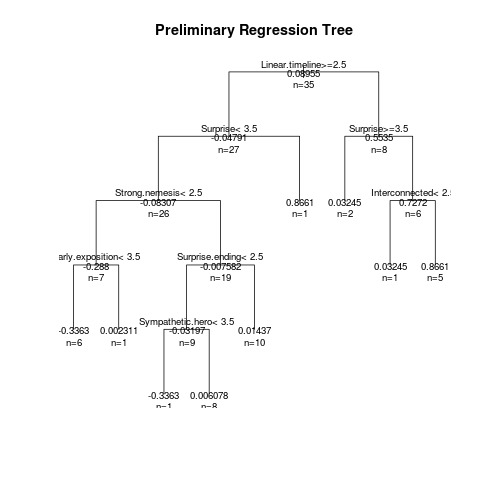 Preliminary Regression Tree
Linear.timeline>=2.5
0.08955
n=35
Surprise< 3.5
-0.04791
n=27
Surprise>=3.5
0.5535
n=8
Strong.nemesis< 2.5
-0.08307
n=26
0.8661
n=1
0.03245
n=2
Interconnected< 2.
0.7272
n=6
arly.exposition< 3.5
-0.288
n=7
Surprise.ending< 2.5
-0.007582
n=19
0.03245
n=1
0.8661
n=5
-0.3363
n=6
0.002311
n=1
Sympathetic.hero< 3.5
-0.03197
n=9
0.01437
n=10
-0.3363
n=1
0.006078
n=8